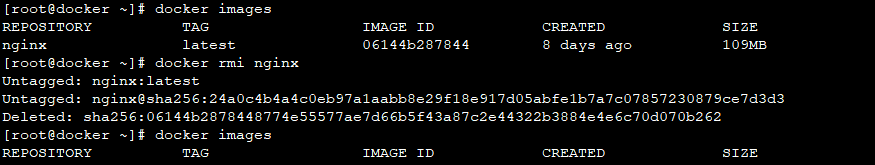 [root@docker ~]# docker images
REPOSITORY TAG IMAGE ID CREATED SIZE
nginx latest 06144b287844 8 days ago 109MB
[root@docker ~]# docker rmi nginx
Untagged: nginx:latest
Untagged: nginx@sha256:24a0c4b4a4c0eb97a1aabb8e29f18e917d05abfe1b7a7c07857230879ce7d3d3
Deleted: sha256:06144b2878448774e55577ae7d66b5f43a87c2e44322b3884e4e6c70d070b262
[root@docker ~]# docker images
REPOSITORY TAG IMAGE ID CREATED SIZE